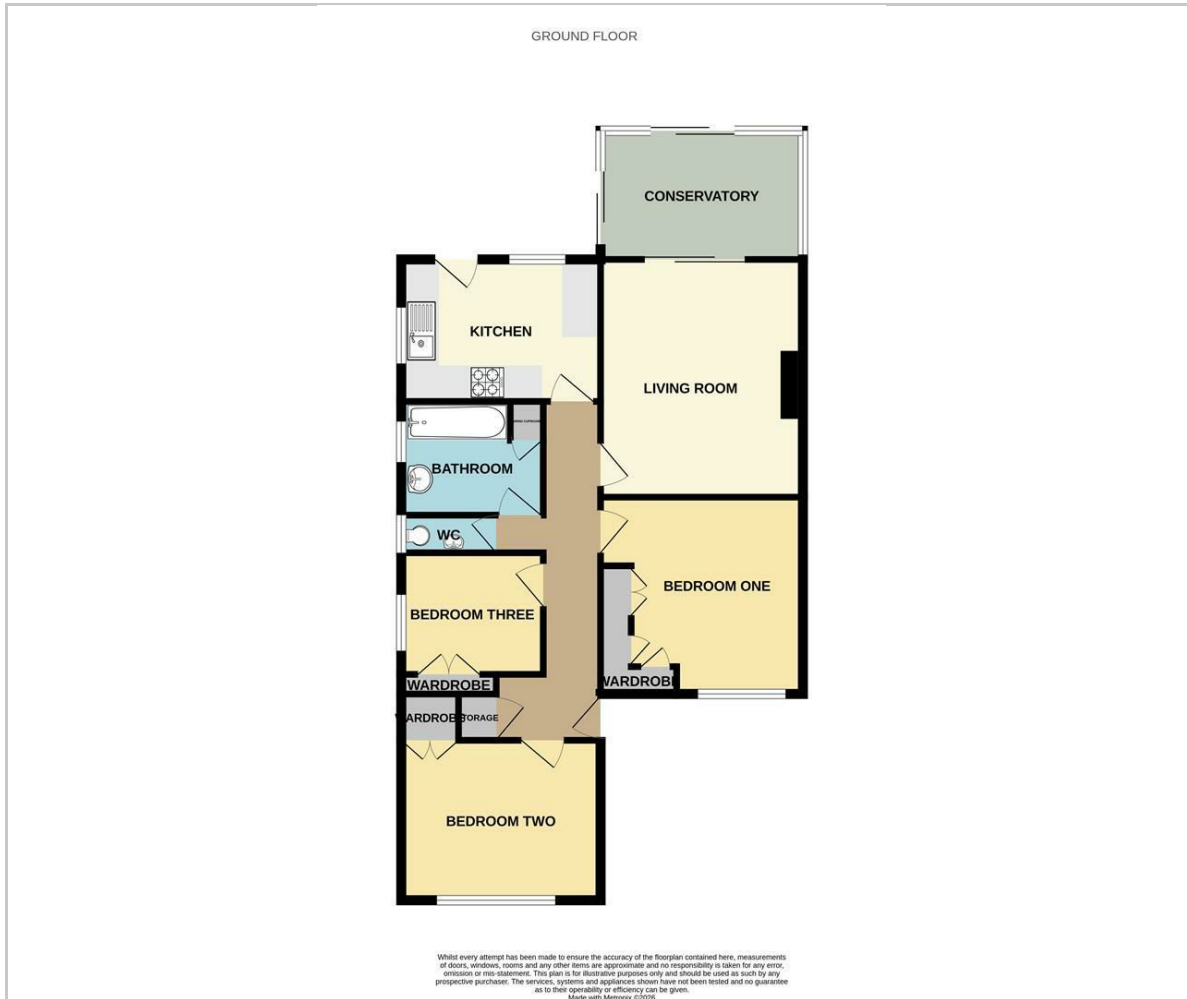 GROUND FLOOR
CONSERVATORY
KITCHEN
LIVING ROOM
BATHROOM
WC
BEDROOM ONE
BEDROOM THREE
WARDROBE
WARDROBE
WARDROBE
STORAGE
BEDROOM TWO
Whilst every attempt has been made to ensure the accuracy of the floorplan contained here, measurements
of doors, windows, rooms and any other items are approximate and no responsibility is taken for any error,
omission or mis-statement. This plan is for illustrative purposes only and should be used as such by any
prospective purchaser. The services, systems and appliances shown have not been tested and no guarantee
as to their operability or efficiency can be given.
Made with Metropix ©2026